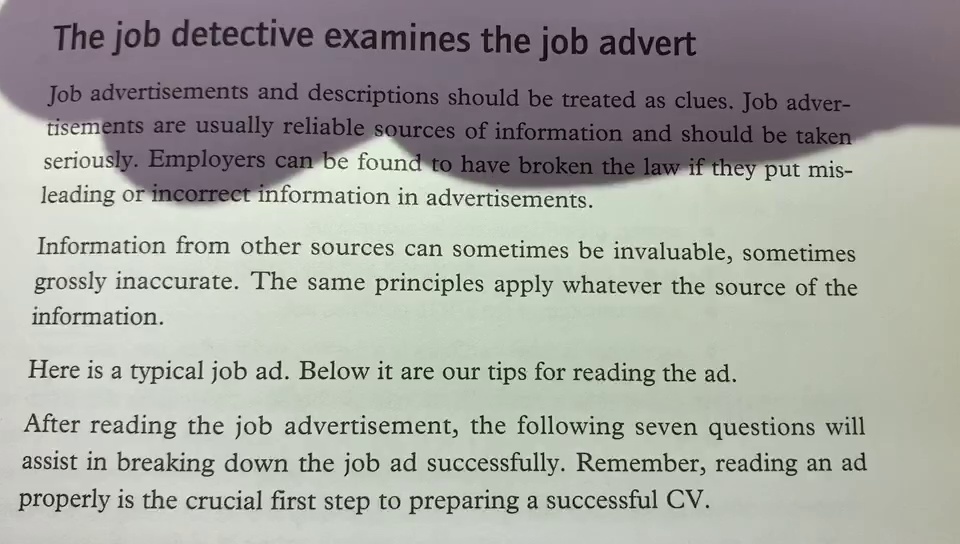 The job detective examines the job advert
Job advertisements and descriptions should be treated as clues. Job adver-
tisements are usually reliable sources of information and should be taken
seriously. Employers can be found to have broken the law if they put mis-
leading or incorrect information in advertisements.
Information from other sources can sometimes be invaluable, sometimes
grossly inaccurate. The same principles apply whatever the source of the
information.
Here is a typical job ad. Below it are our tips for reading the ad.
After reading the job advertisement, the following seven questions will
assist in breaking down the job ad successfully. Remember, reading an ad
properly is the crucial first step to preparing a successful CV.